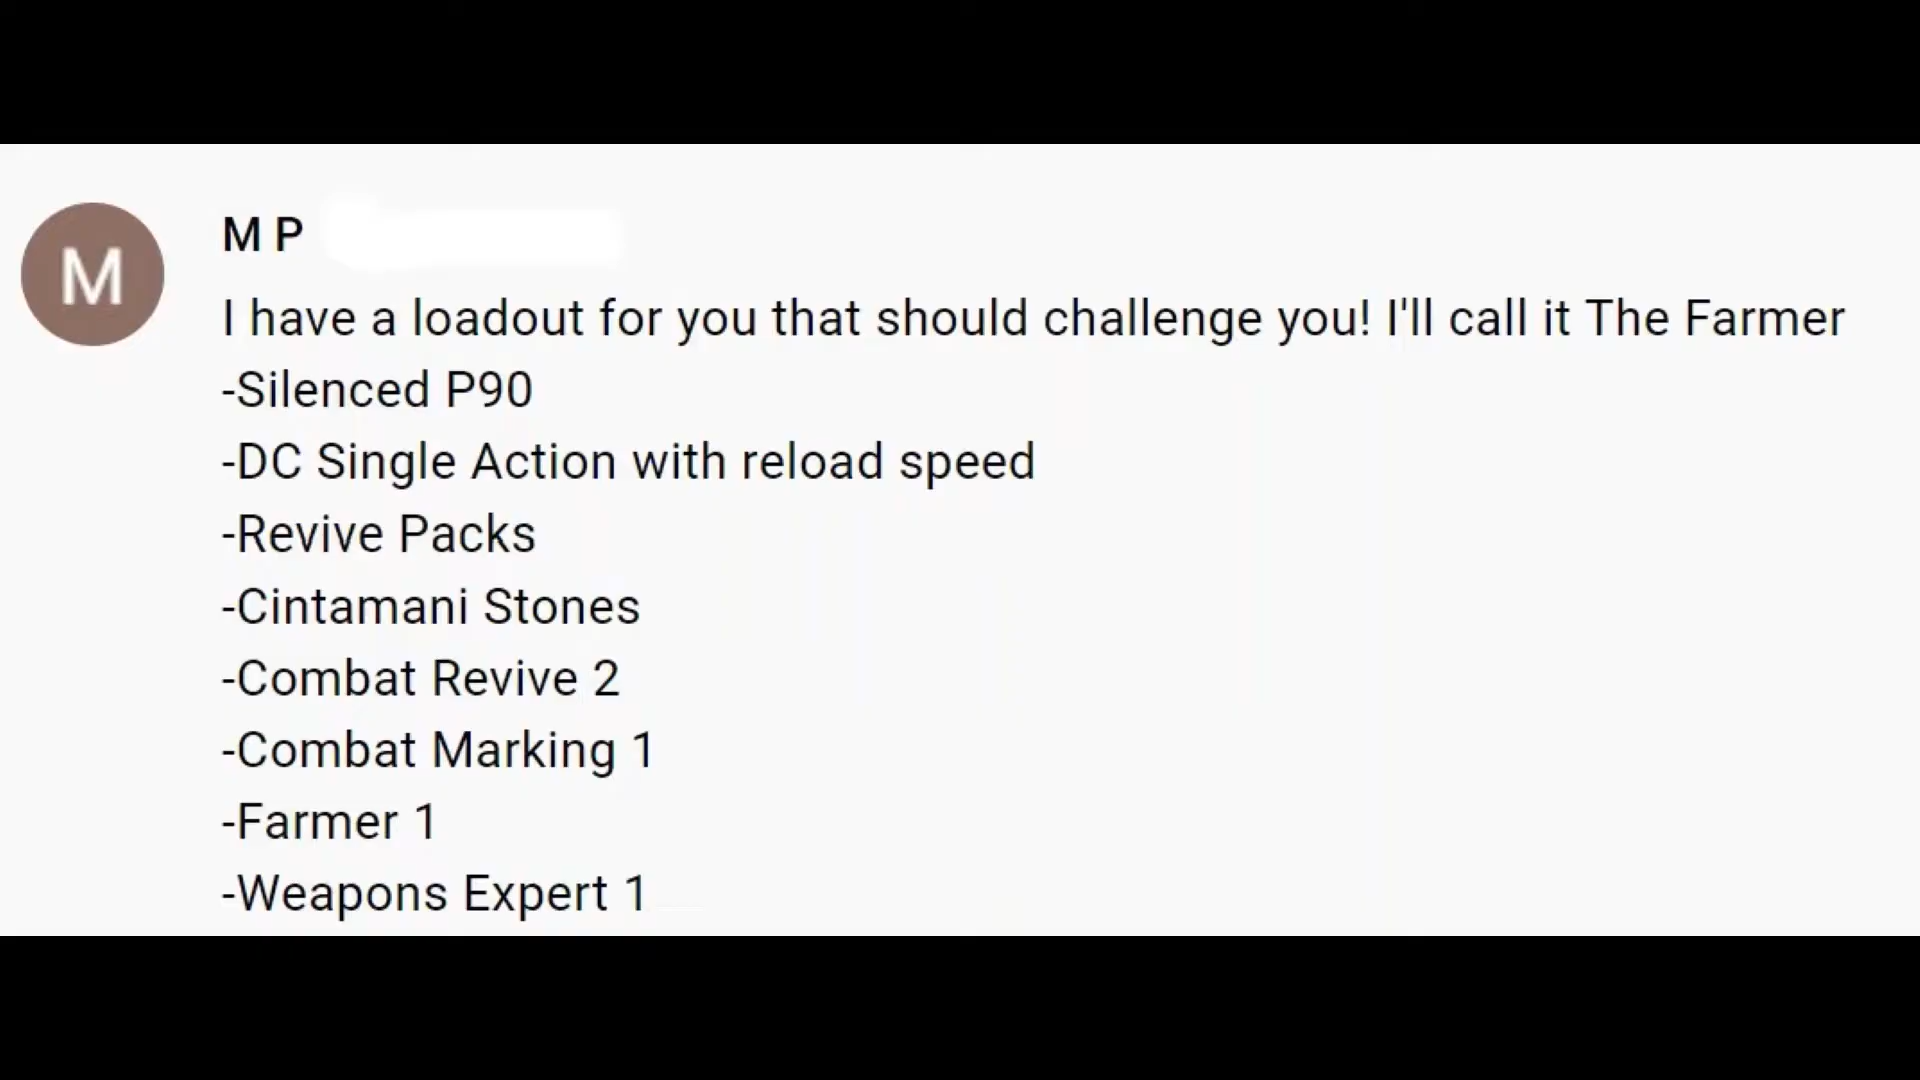 M
M P
I have a loadout for you that should challenge you! I'll call it The Farmer
-Silenced P90
-DC Single Action with reload speed
-Revive Packs
-Cintamani Stones
-Combat Revive 2
-Combat Marking 1
-Farmer 1
-Weapons Expert 1